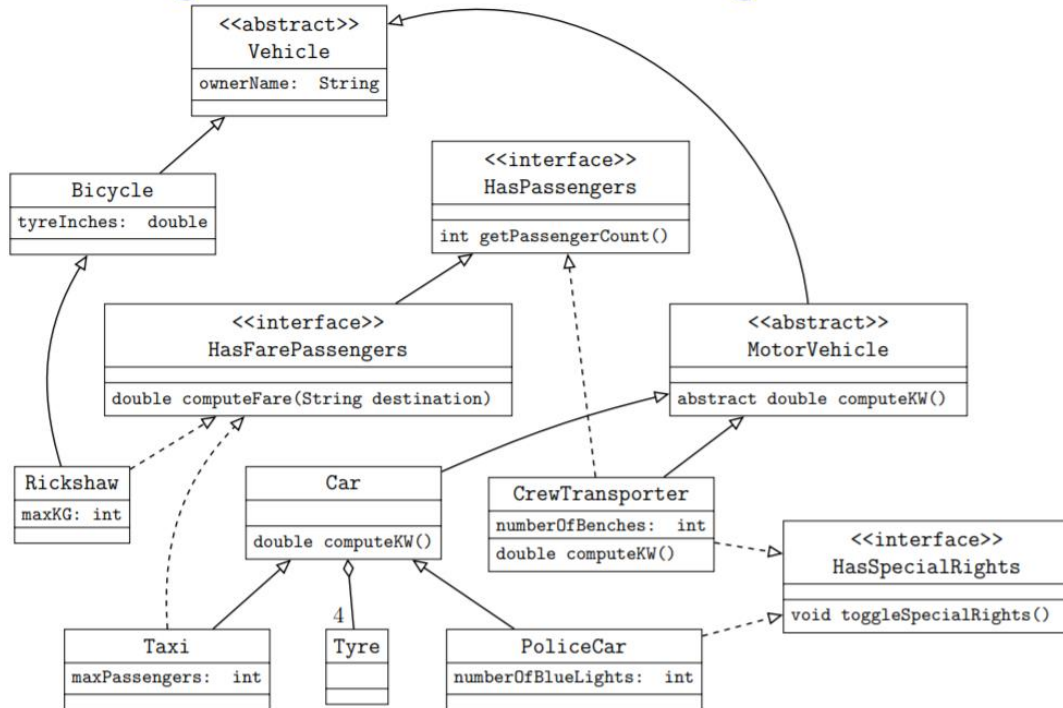 <<abstract>>
Vehicle
ownerName: String
<<interface>>
HasPassengers
int getPassengerCount()
Bicycle
tyreInches: double
<<interface>>
HasFarePassengers
double computeFare(String destination)
<<abstract>>
MotorVehicle
abstract double computeKW()
Rickshaw
maxKG: int
Car
double computeKW()
CrewTransporter
numberOfBenches: int
double computeKW()
<<interface>>
HasSpecialRights
void toggleSpecialRights()
Taxi
maxPassengers: int
4
Tyre
PoliceCar
numberOfBlueLights: int